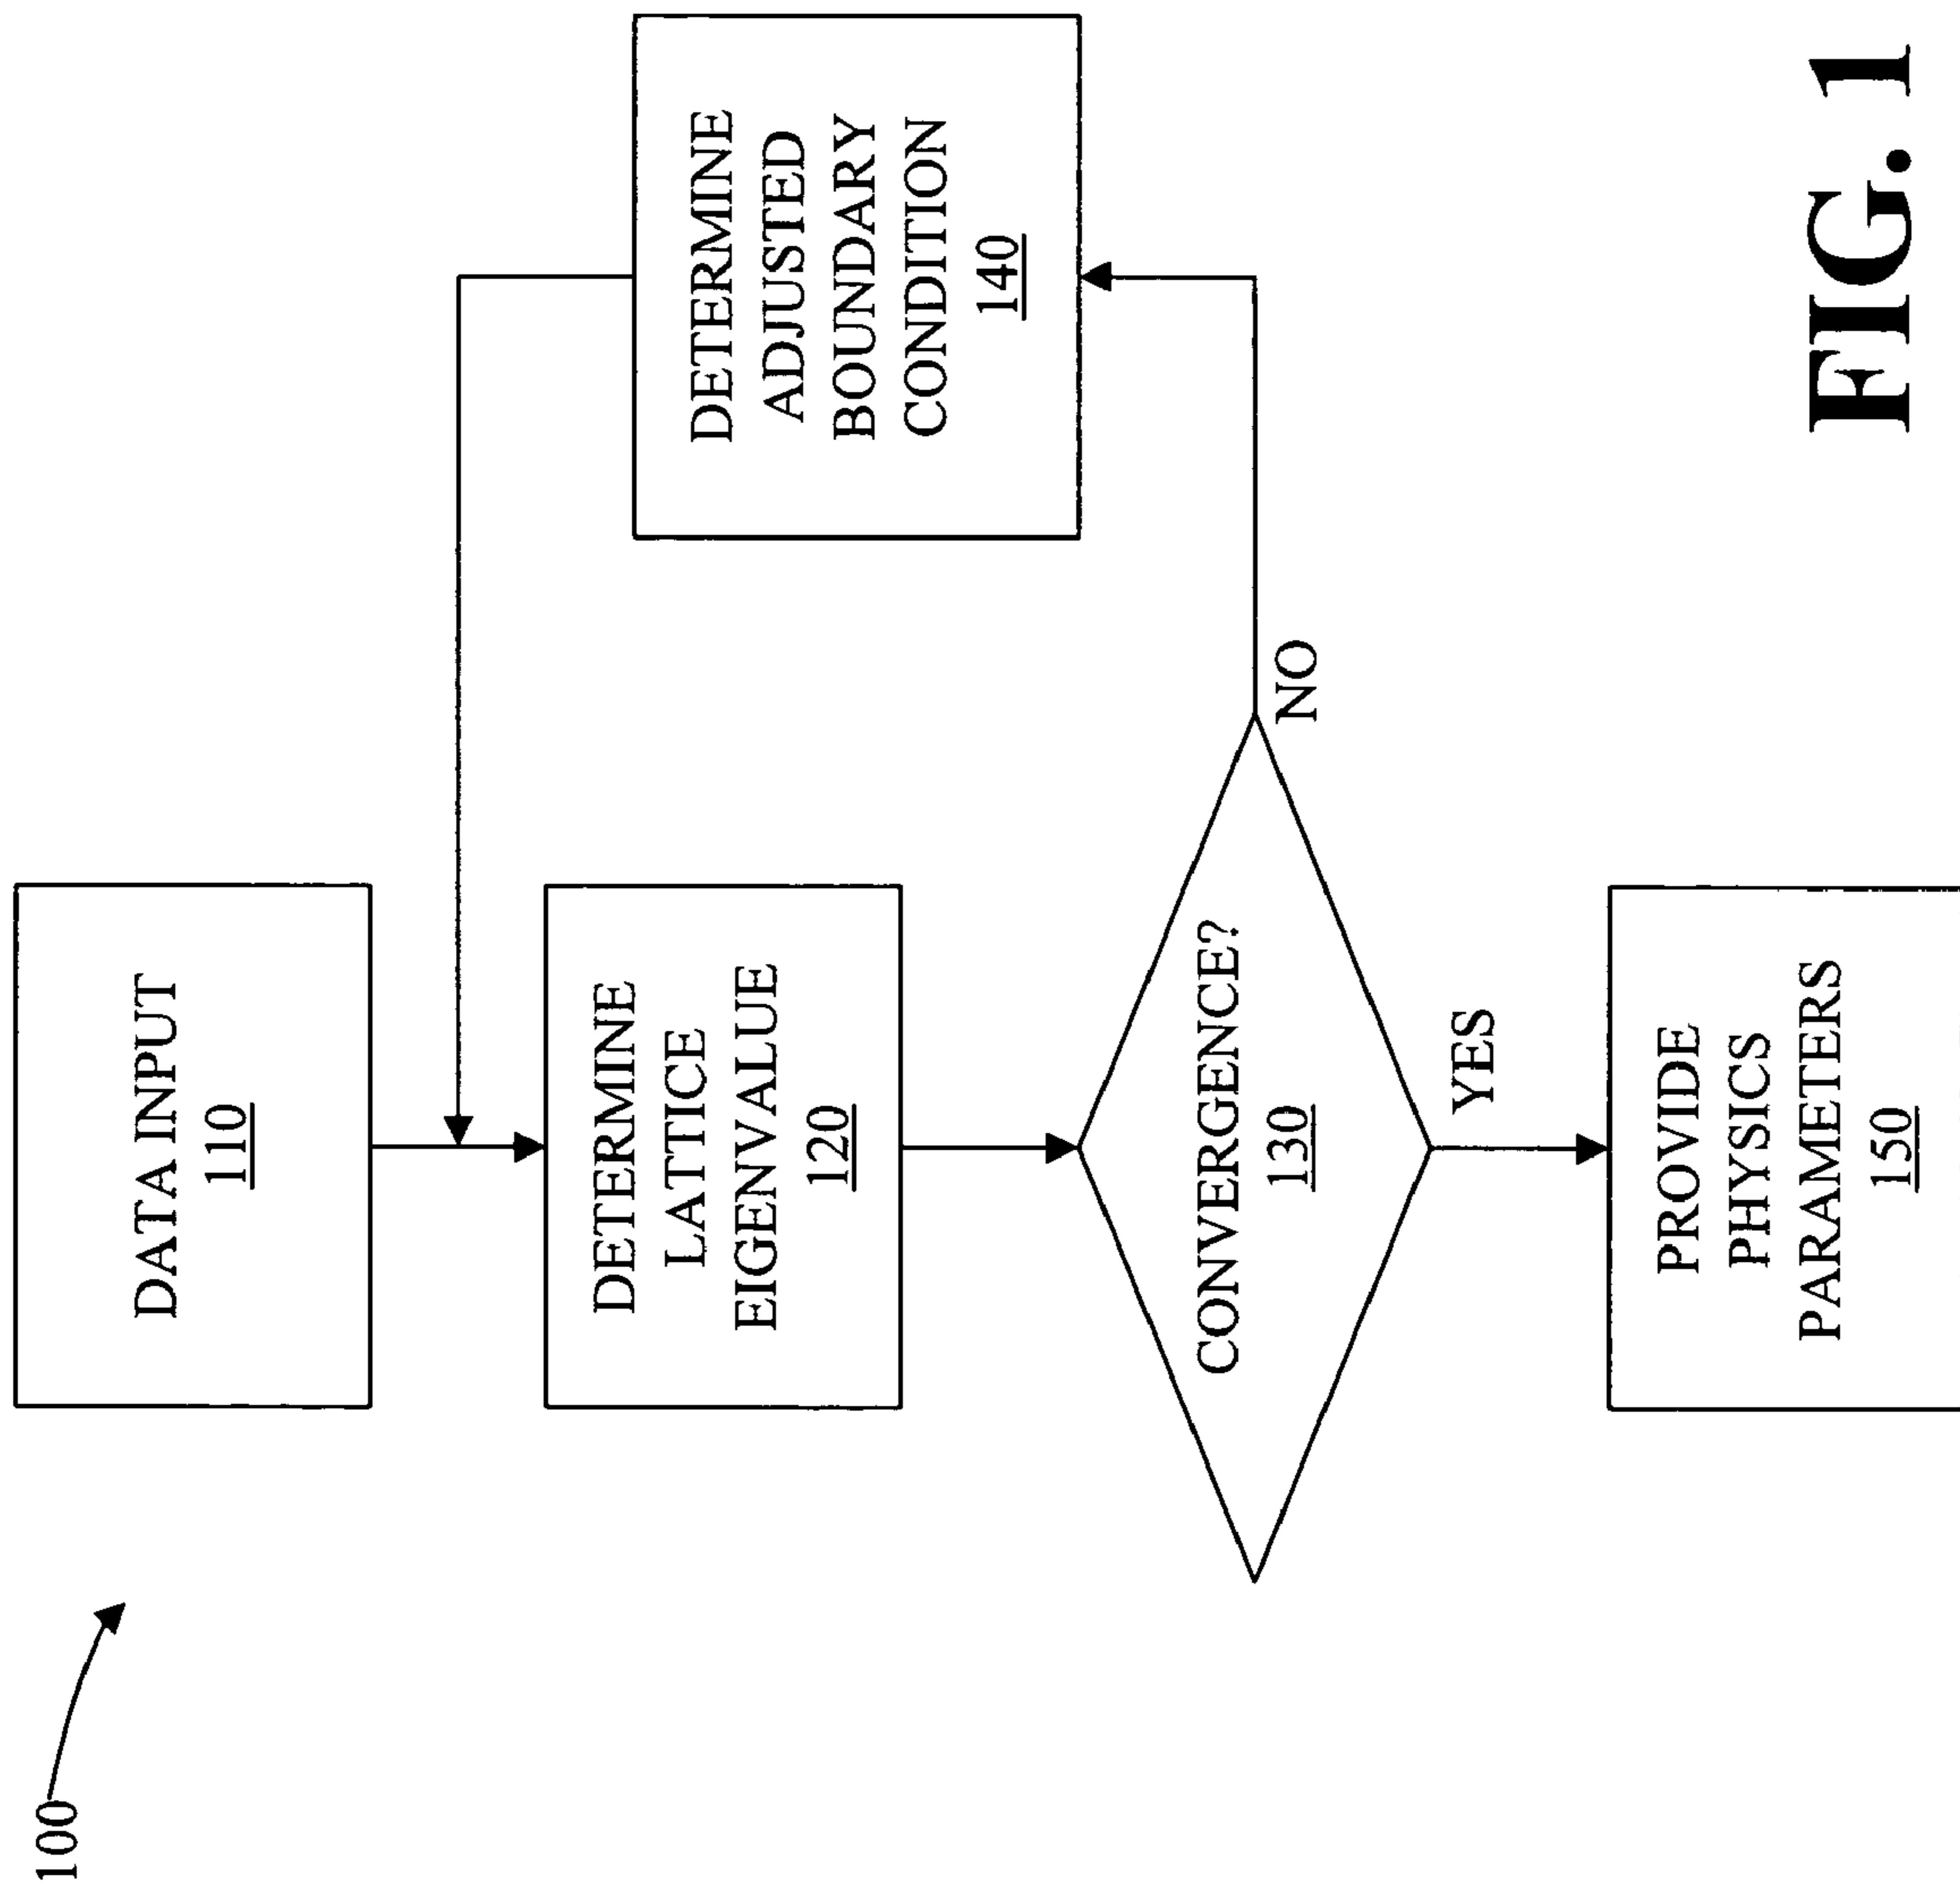 100
DATA INPUT
110
DETERMINE
LATTICE
EIGENVALUE
120
CONVERGENCE?
130
NO
DETERMINE
ADJUSTED
BOUNDARY
CONDITION
140
YES
PROVIDE
PHYSICS
PARAMETERS
150
FIG. 1